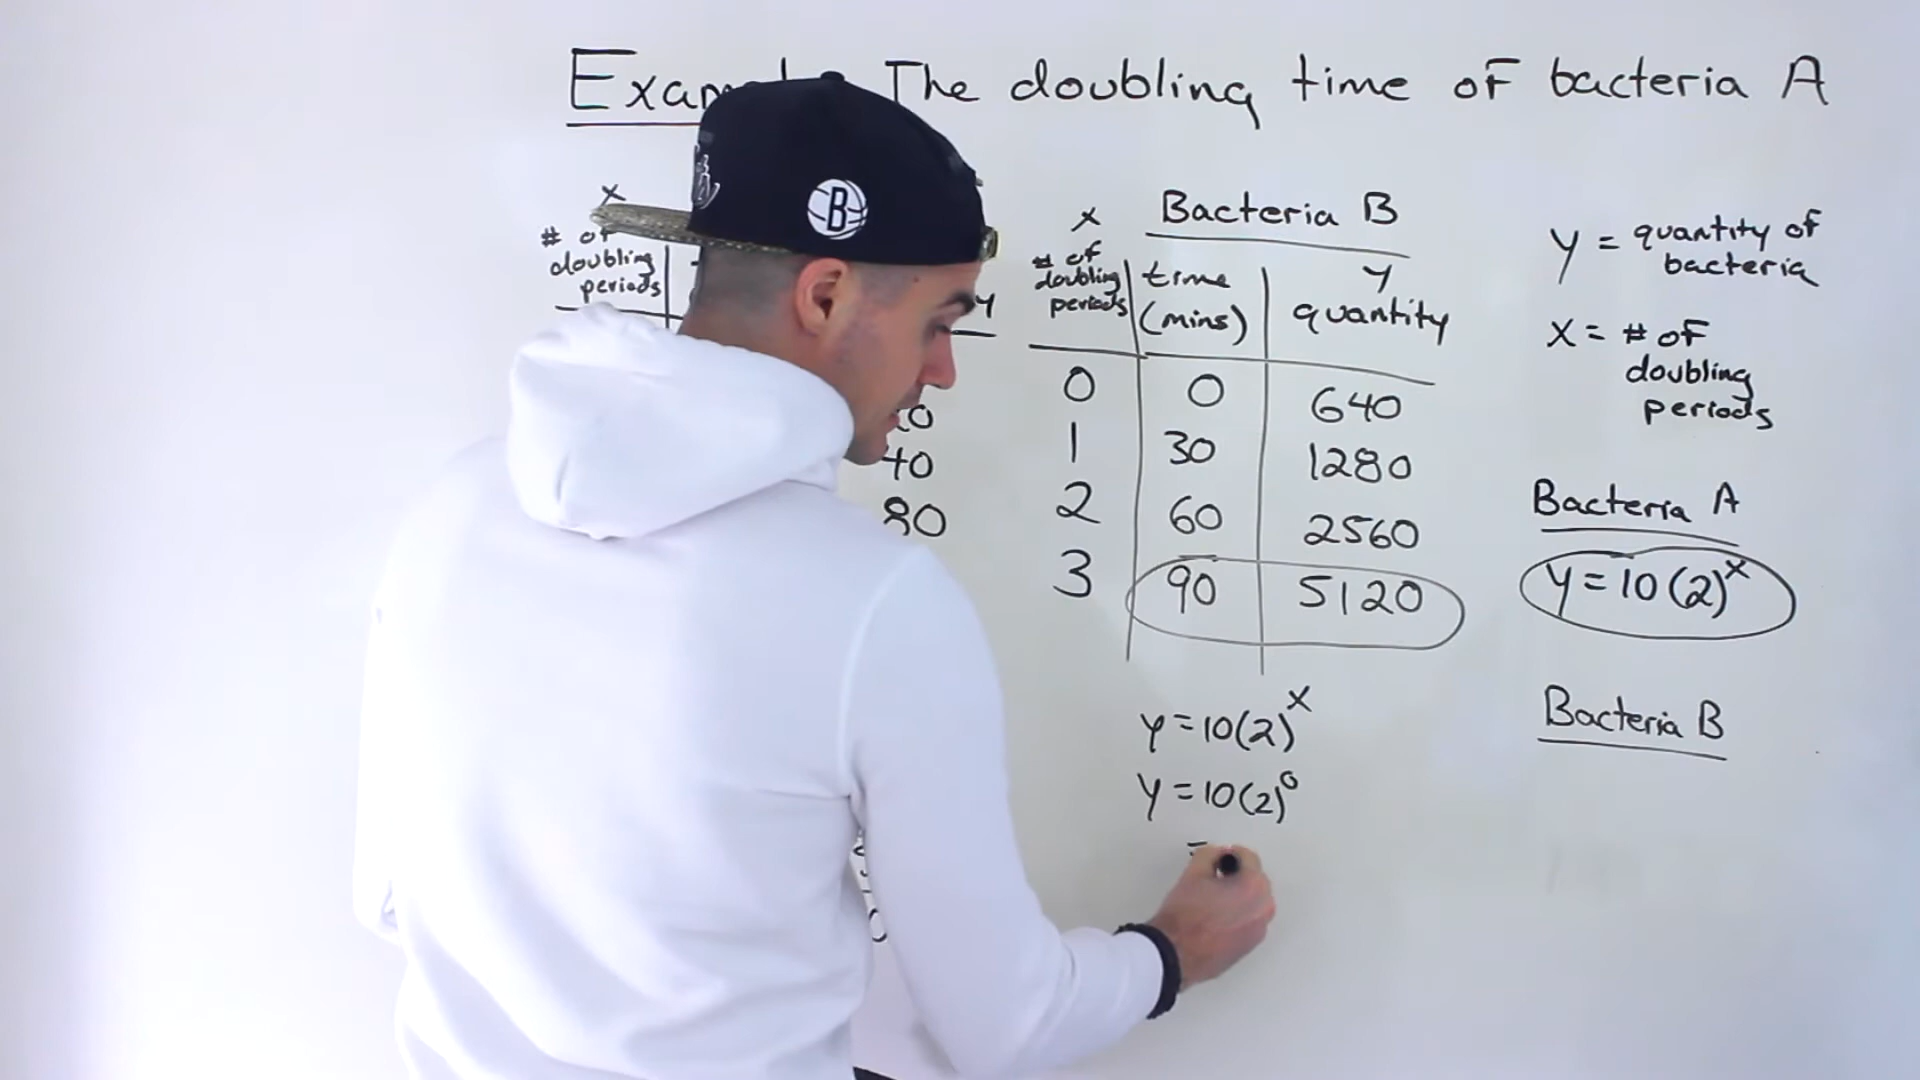 Exam The doubling time of bacteria A
x
# of
doubling
periods
y
40
80
x
# of
doubling
periods
Bacteria B
time
(mins)
y
quantity
0 0 640
1 30 1280
2 60 2560
3 90 5120
y = 10(2)^x
y = 10(2)^0
=
y = quantity of
bacteria
x = # of
doubling
periods
Bacteria A
y = 10(2)^x
Bacteria B
B